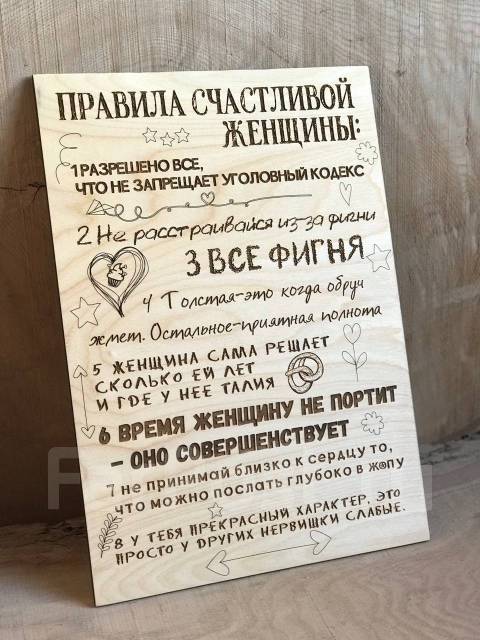 ПРАВИЛА СЧАСТЛИВОЙ
ЖЕНЩИНЫ:
1 РАЗРЕШЕНО ВСЕ,
ЧТО НЕ ЗАПРЕЩАЕТ УГОЛОВНЫЙ КОДЕКС
2 Не расстраивайся из-за фигни
3 ВСЕ ФИГНЯ
4 Толстая-это когда обруч
жмет. Остальное-приятная полнота
5 ЖЕНЩИНА САМА РЕШАЕТ
СКОЛЬКО ЕЙ ЛЕТ
И ГДЕ У НЕЕ ТАЛИЯ
6 ВРЕМЯ ЖЕНЩИНУ НЕ ПОРТИТ
- ОНО СОВЕРШЕНСТВУЕТ
7 не принимай близко к сердцу то,
что можно послать глубоко в ж@пу
8 У ТЕБЯ ПРЕКРАСНЫЙ ХАРАКТЕР, ЭТО
ПРОСТО У ДРУГИХ НЕРВИШКИ СЛАБЫЕ.